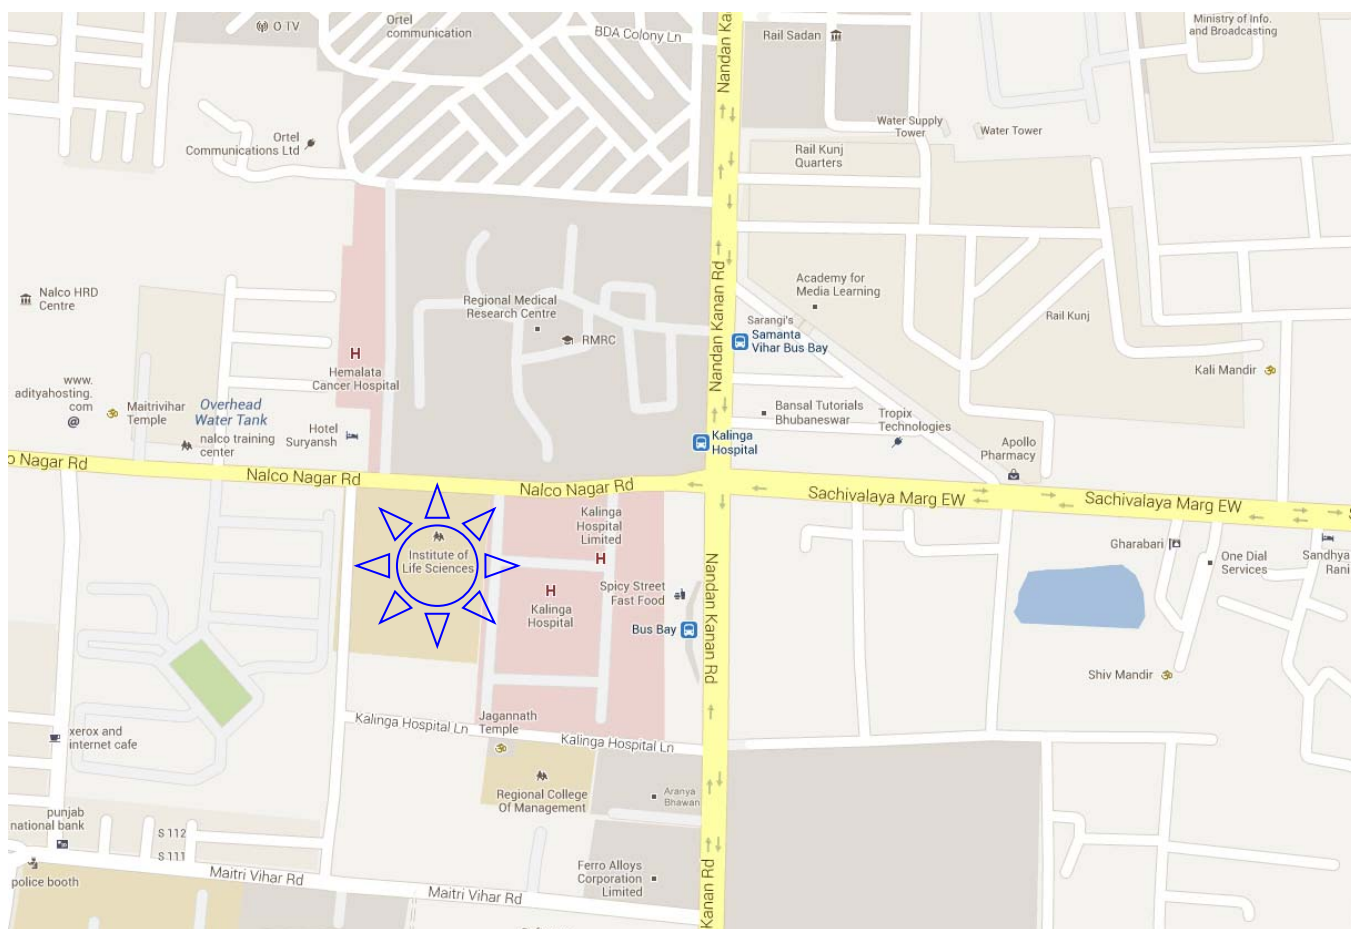 O TV
Ortel
communication
BDA Colony Ln
Nandan Ka
Rail Sadan
Ministry of Info.
and Broadcasting
Ortel
Communications Ltd
Water Supply
Tower
Water Tower
Rail Kunj
Quarters
Nalco HRD
Centre
Regional Medical
Research Centre
RMRC
Nandan Kanan Rd
Academy for
Media Learning
Sarangi's
Samanta
Vihar Bus Bay
Rail Kunj
Kali Mandir
H
Hemalata
Cancer Hospital
www.
adityahosting.
com
@
Maitrivihar
Temple
Overhead
Water Tank
nalco training
center
Hotel
Suryansh
Bansal Tutorials
Bhubaneswar
Tropix
Technologies
Kalinga
Hospital
Apollo
Pharmacy
o Nagar Rd
Nalco Nagar Rd
Nalco Nagar Rd
Sachivalaya Marg EW
Sachivalaya Marg EW
S
Kalinga
Hospital
Limited
H
Institute of
Life Sciences
H
Kalinga
Hospital
Spicy Street
Fast Food
Bus Bay
Nandan Kanan Rd
Gharabari
One Dial
Services
Sandhya
Rani
Shiv Mandir
Jagannath
Temple
Kalinga Hospital Ln
Kalinga Hospital Ln
xerox and
internet cafe
Regional College
Of Management
Aranya
Bhawan
punjab
national bank
S 112
S 111
police booth
Maitri Vihar Rd
Maitri Vihar Rd
Ferro Alloys
Corporation
Limited
Kanan Rd